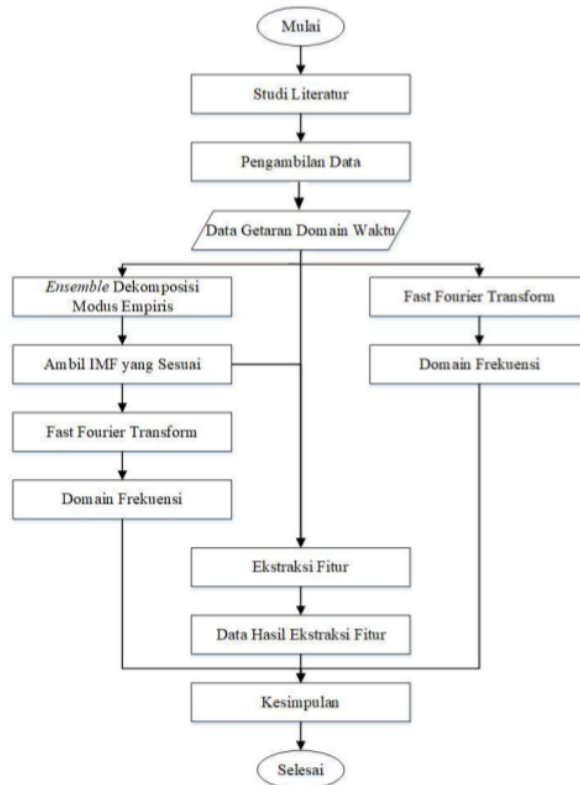 Mulai
Studi Literatur
Pengambilan Data
Data Getaran Domain Waktu
Ensemble Dekomposisi
Modus Empiris
Fast Fourier Transform
Ambil IMF yang Sesuai
Domain Frekuensi
Fast Fourier Transform
Domain Frekuensi
Ekstraksi Fitur
Data Hasil Ekstraksi Fitur
Kesimpulan
Selesai